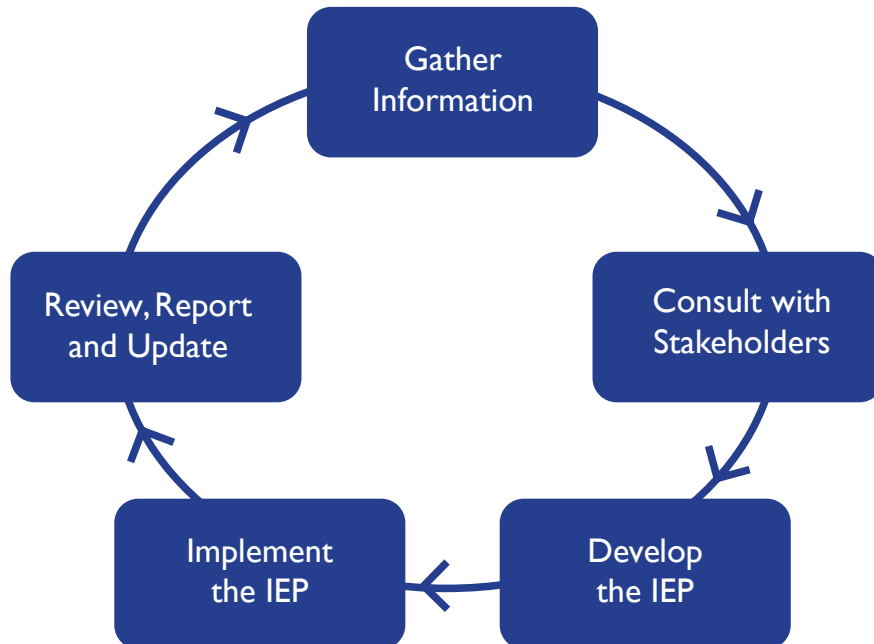 Gather
Information
Consult with
Stakeholders
Develop
the IEP
Implement
the IEP
Review, Report
and Update